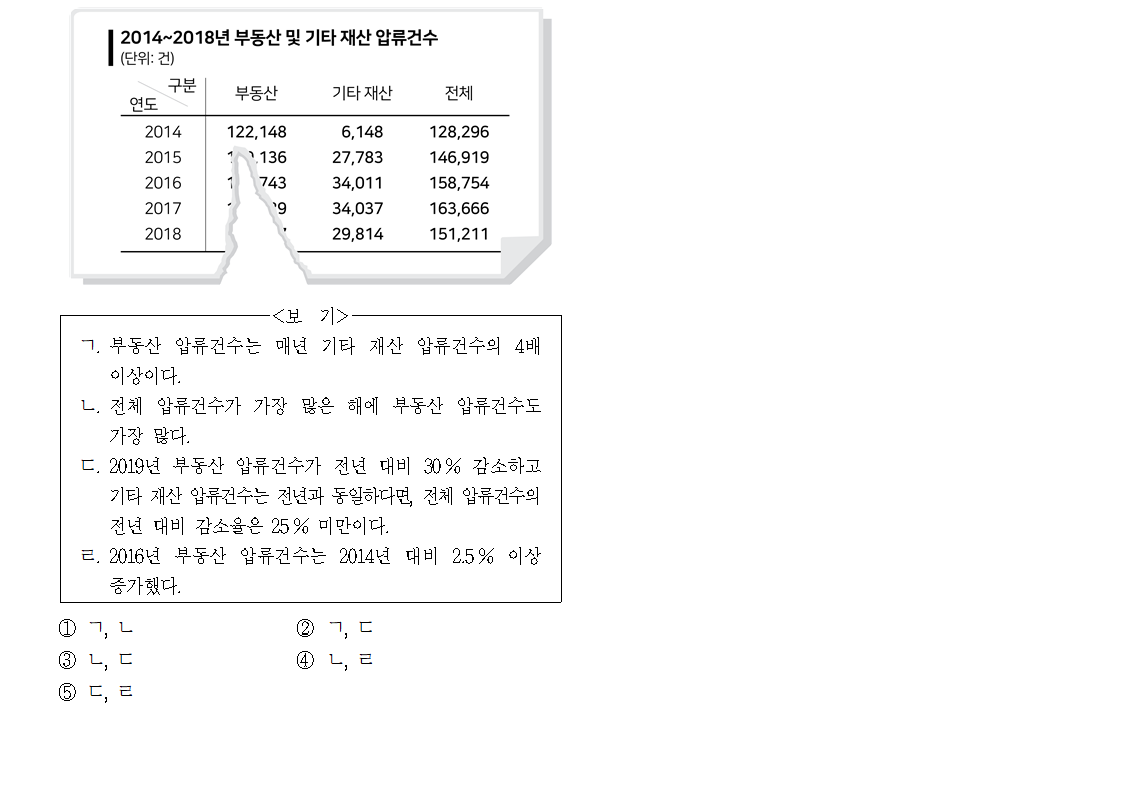 2014~2018년 부동산 및 기타 재산 압류건수
(단위: 건)
구분
연도
부동산 기타 재산 전체
2014 122,148 6,148 128,296
2015 27,783 146,919
2016 34,011 158,754
2017 34,037 163,666
2018 29,814 151,211
<보 기>
ㄱ. 부동산 압류건수는 매년 기타 재산 압류건수의 4배
이상이다.
ㄴ. 전체 압류건수가 가장 많은 해에 부동산 압류건수도
가장 많다.
ㄷ. 2019년 부동산 압류건수가 전년 대비 30% 감소하고
기타 재산 압류건수는 전년과 동일하다면, 전체 압류건수의
전년 대비 감소율은 25% 미만이다.
ㄹ. 2016년 부동산 압류건수는 2014년 대비 2.5% 이상
증가했다.
① ㄱ, ㄴ ② ㄱ, ㄷ
③ ㄴ, ㄷ ④ ㄴ, ㄹ
⑤ ㄷ, ㄹ